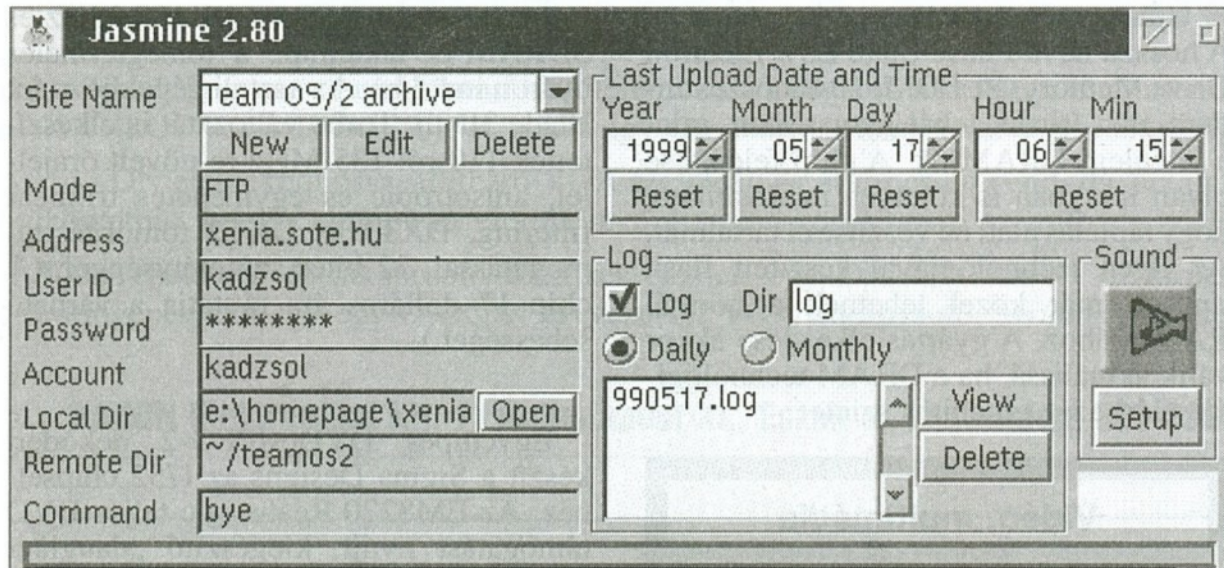 Jasmine 2.80
Site Name Team OS/2 archive
New Edit Delete
Mode FTP
Address xenia.sote.hu
User ID kadzsol
Password ********
Account kadzsol
Local Dir e:\homepage\xenia Open
Remote Dir ~/teamos2
Command bye
Last Upload Date and Time
Year Month Day Hour Min
1999 05 17 06 15
Reset Reset Reset Reset
Log
Log Dir log
Daily Monthly
990517.log
View
Delete
Sound
Setup